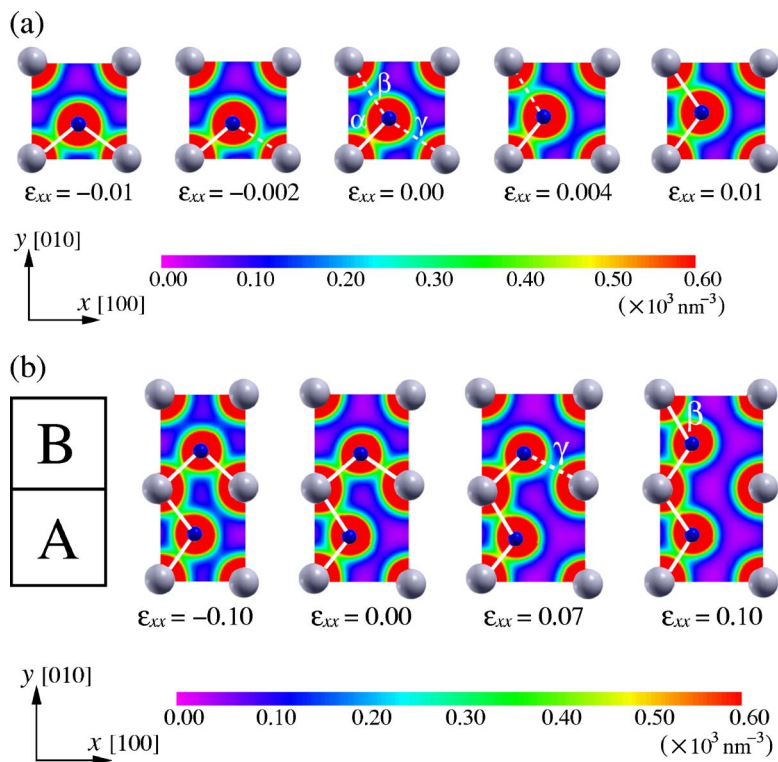 (a)
β
α γ
εxx = −0.01 εxx = −0.002 εxx = 0.00 εxx = 0.004 εxx = 0.01
y [010]
x [100]
0.00 0.10 0.20 0.30 0.40 0.50 0.60
(×10³ nm⁻³)
(b)
B
A
γ
β
εxx = −0.10 εxx = 0.00 εxx = 0.07 εxx = 0.10
y [010]
x [100]
0.00 0.10 0.20 0.30 0.40 0.50 0.60
(×10³ nm⁻³)